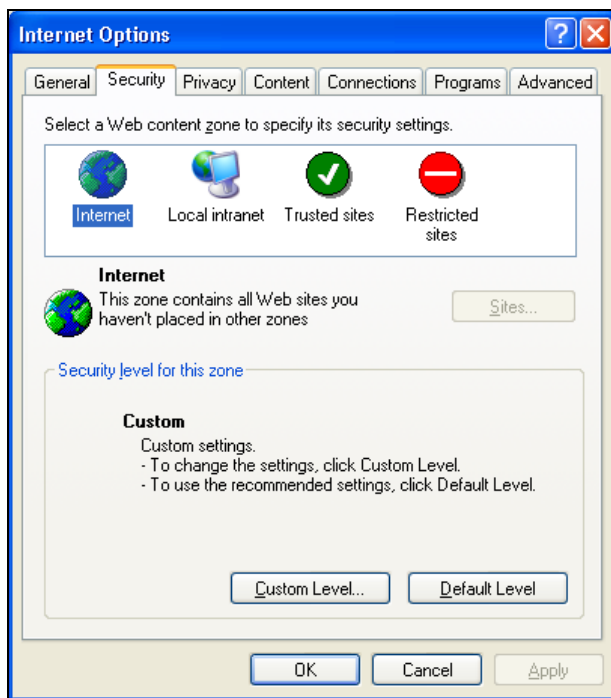 Internet Options
General Security Privacy Content Connections Programs Advanced
Select a Web content zone to specify its security settings.
Internet Local intranet Trusted sites Restricted
sites
Internet
This zone contains all Web sites you
haven't placed in other zones
Sites...
Security level for this zone
Custom
Custom settings.
- To change the settings, click Custom Level.
- To use the recommended settings, click Default Level.
Custom Level... Default Level
OK Cancel Apply